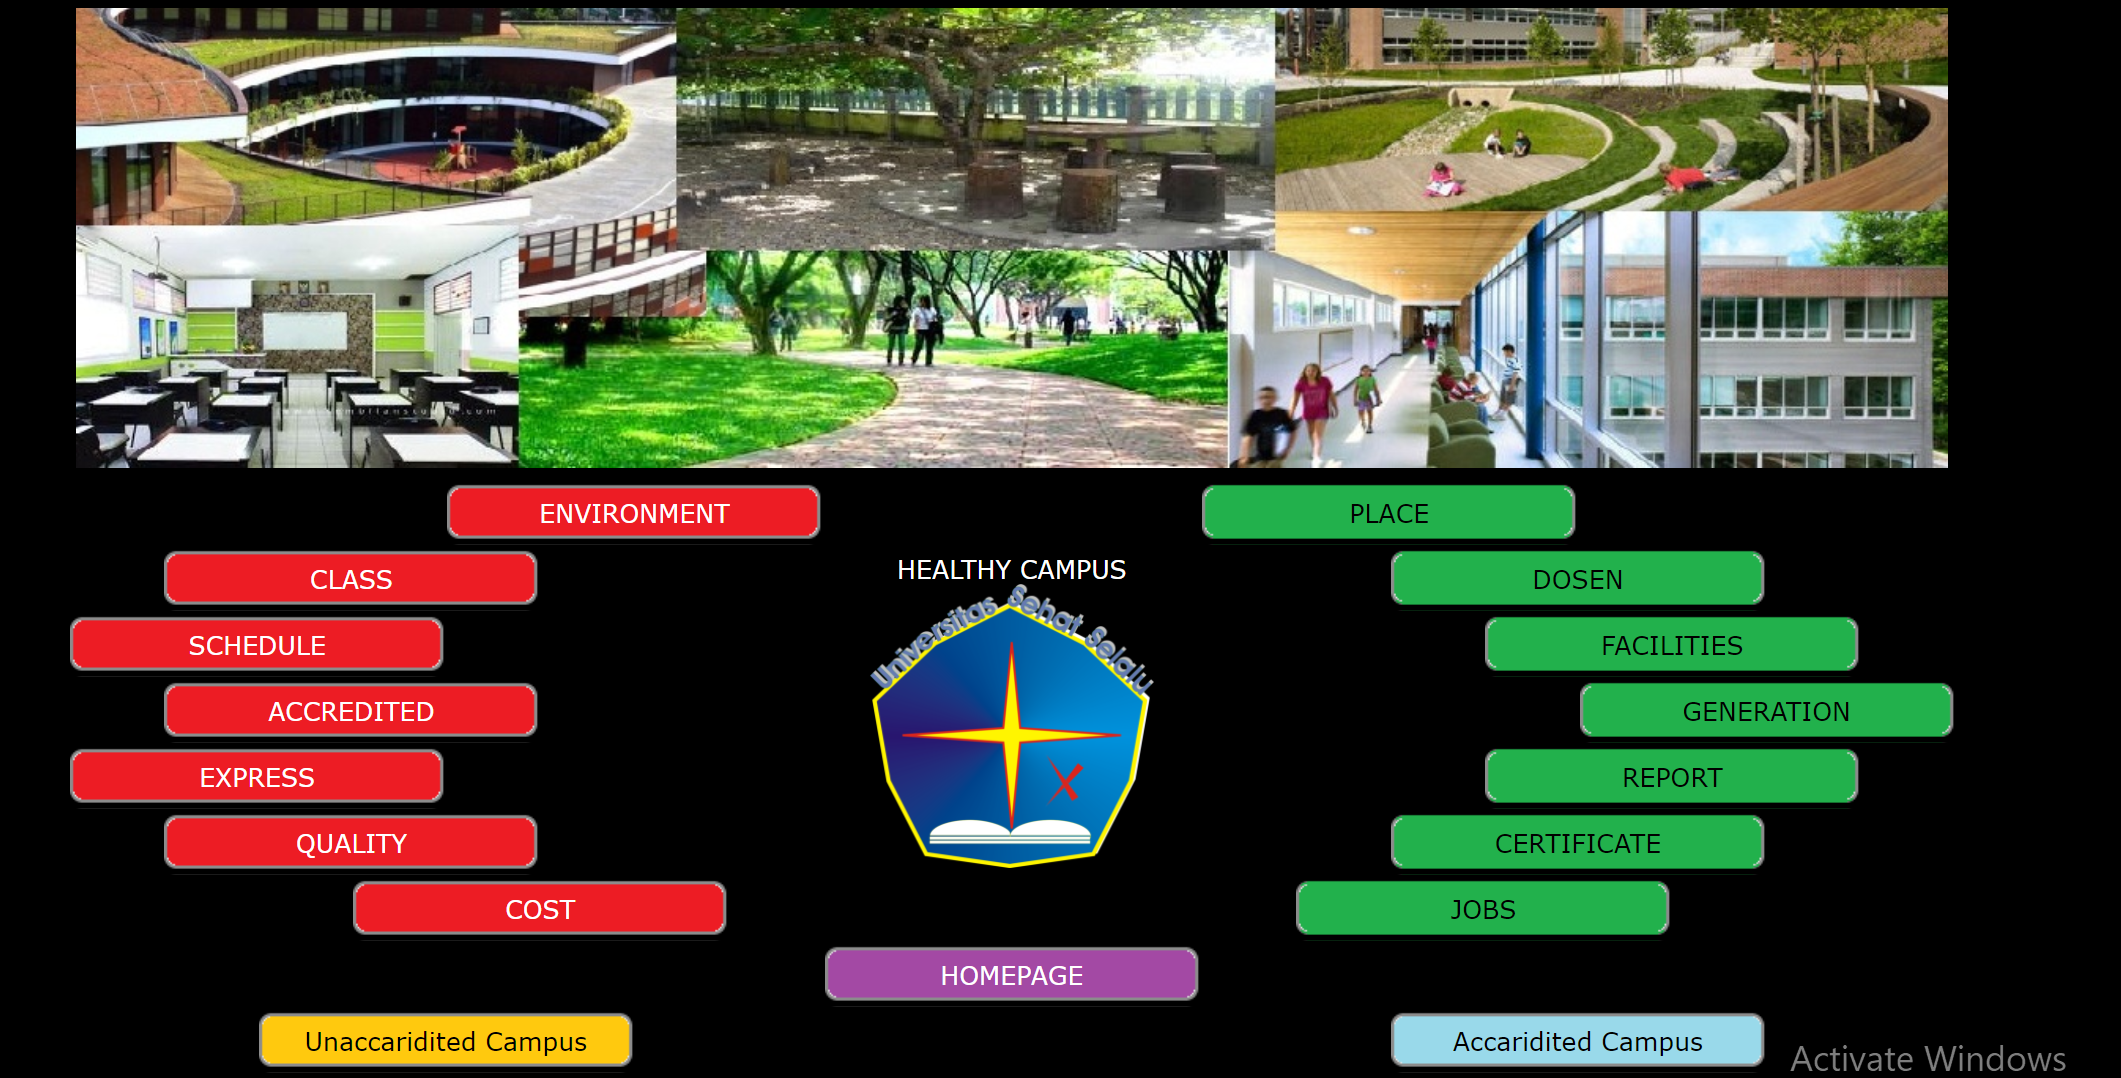 ENVIRONMENT
PLACE
HEALTHY CAMPUS
CLASS
DOSEN
Universitas Sehat Selalu
SCHEDULE
FACILITIES
ACCREDITED
GENERATION
EXPRESS
REPORT
QUALITY
CERTIFICATE
COST
JOBS
HOMEPAGE
Unaccaridited Campus
Accaridited Campus
Activate Windows